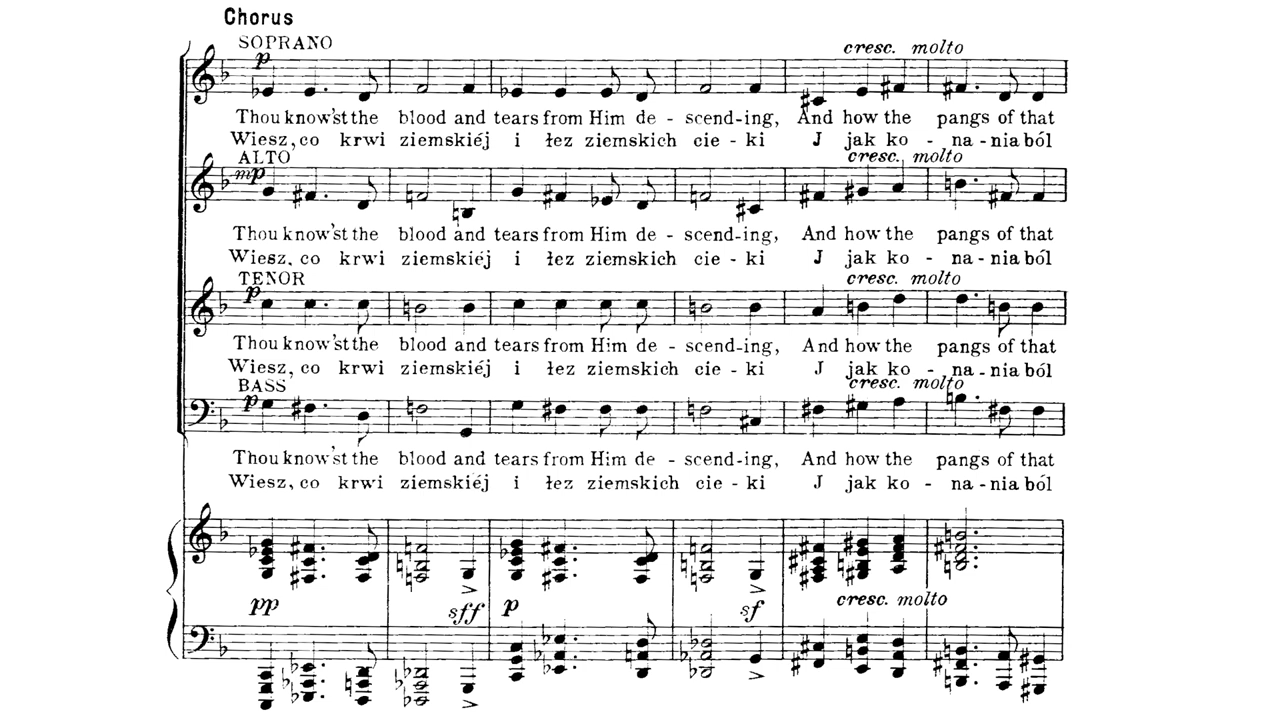 Chorus
SOPRANO
p
cresc. molto
Thou know'st the blood and tears from Him de - scend-ing, And how the pangs of that
Wiesz, co krwi ziemskiéj i łez ziemskich cie - ki J jak ko - na - nia ból
ALTO
cresc. molto
mp
Thou know'st the blood and tears from Him de - scend-ing, And how the pangs of that
Wiesz, co krwi ziemskiéj i łez ziemskich cie - ki J jak ko - na - nia ból
TENOR
cresc. molto
p
Thou know'st the blood and tears from Him de - scend-ing, And how the pangs of that
Wiesz, co krwi ziemskiéj i łez ziemskich cie - ki J jak ko - na - nia ból
BASS
cresc. molto
p
Thou know'st the blood and tears from Him de - scend-ing, And how the pangs of that
Wiesz, co krwi ziemskiéj i łez ziemskich cie - ki J jak ko - na - nia ból
pp sff p sf cresc. molto